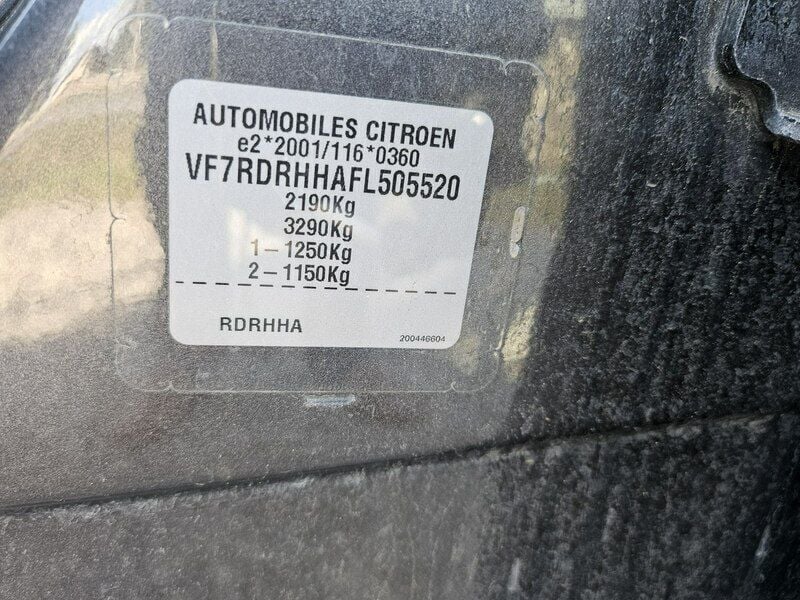 AUTOMOBILES CITROEN
e2*2001/116*0360
VF7RDRHHAFL505520
2190Kg
3290Kg
1-1250Kg
2-1150Kg
RDRHHA
200446604